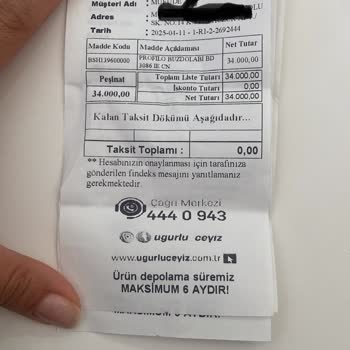 Müşteri Adı
Adres
SK. NO:14 K
Tarih : 2025-04-11 - 1-R1-2-2692444
Madde Kodu Madde Açıklaması Net Tutar
BSH139600000 PROFILO BUZDOLABI BD 3086 IE CN 34.000,00
Peşinat Toplam Liste Tutarı 34.000,00
34.000,00 İskonto Tutarı 0,00
Net Tutarı 34.000,00
Kalan Taksit Dökümü Aşağıdadır...
Taksit Toplamı : 0,00
** Hesabınızın onaylanması için tarafınıza
gönderilen findeks mesajını yanıtlamanız
gerekmektedir.
Çağrı Merkezi
444 0 943
ugurlu ceyiz
www.ugurluceyiz.com.tr
Ürün depolama süremiz
MAKSİMUM 6 AYDIR!